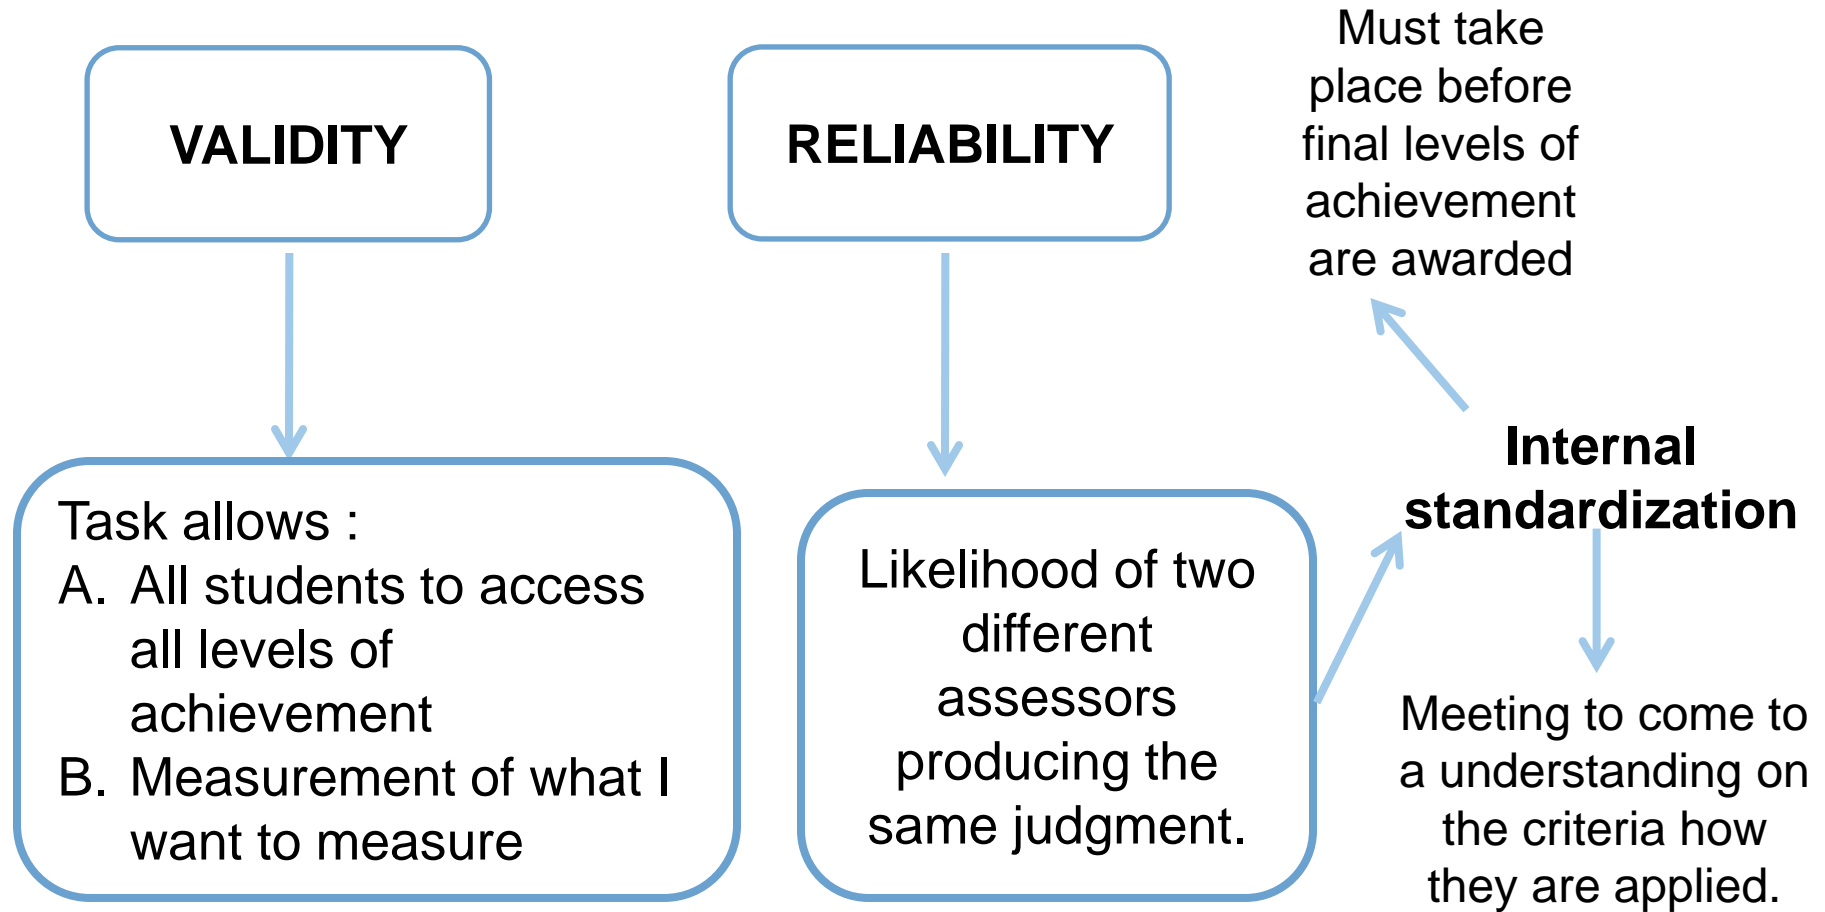 VALIDITY
Task allows :
A. All students to access
all levels of
achievement
B. Measurement of what I
want to measure
RELIABILITY
Likelihood of two
different
assessors
producing the
same judgment.
Must take
place before
final levels of
achievement
are awarded
Internal
standardization
Meeting to come to
a understanding on
the criteria how
they are applied.